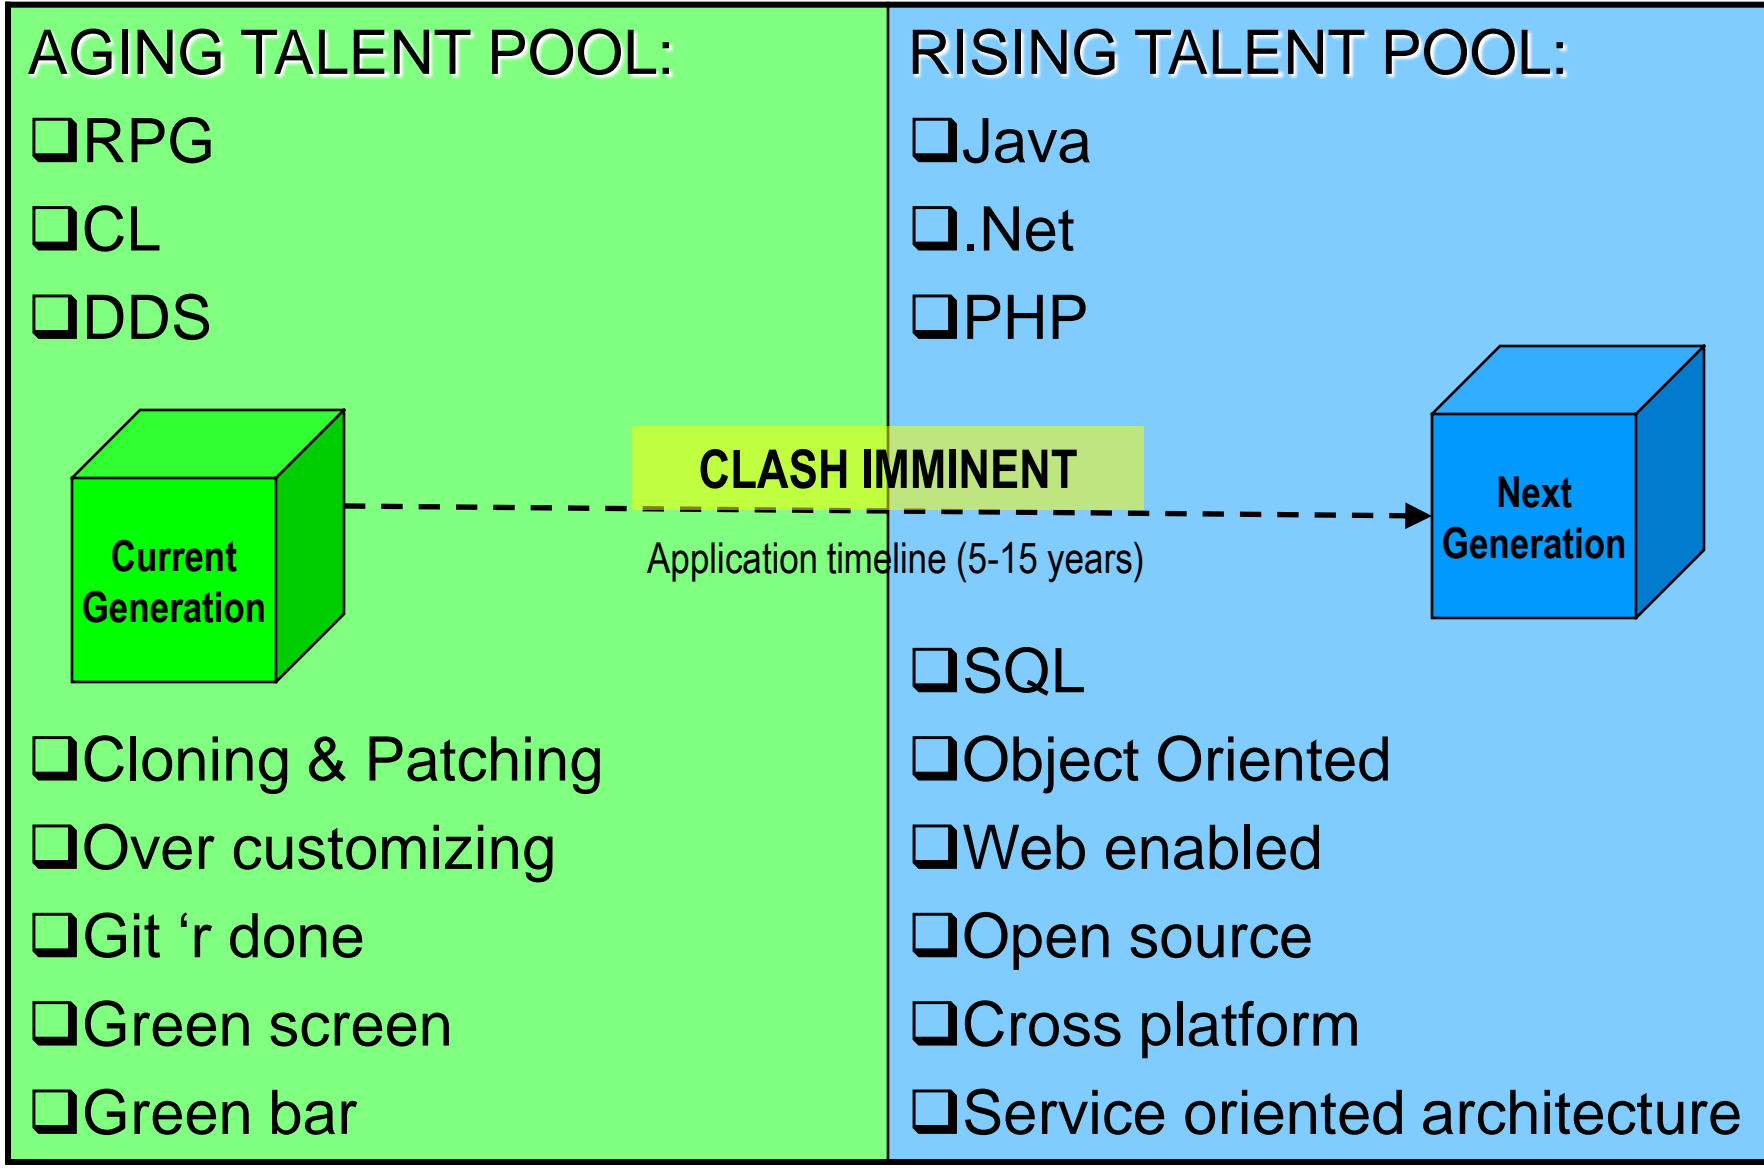 AGING TALENT POOL:
❑RPG
❑CL
❑DDS
Current
Generation
❑Cloning & Patching
❑Over customizing
❑Git ‘r done
❑Green screen
❑Green bar
CLASH IMMINENT
Application timeline (5-15 years)
RISING TALENT POOL:
❑Java
❑.Net
❑PHP
Next
Generation
❑SQL
❑Object Oriented
❑Web enabled
❑Open source
❑Cross platform
❑Service oriented architecture